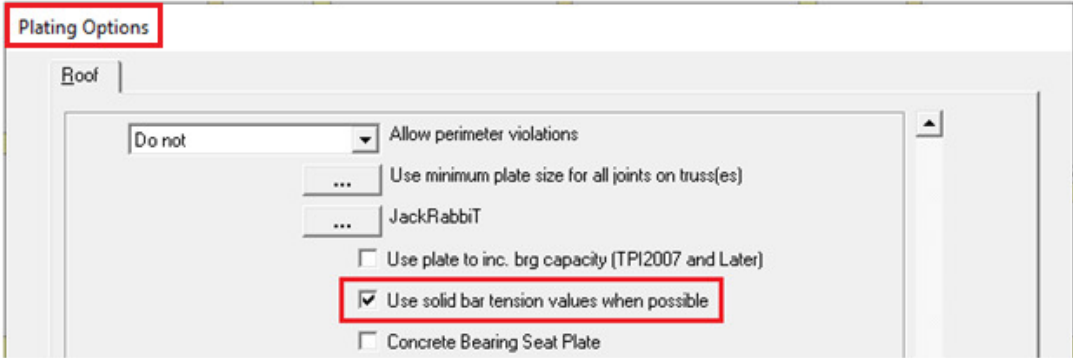 Plating Options
Roof
Do not Allow perimeter violations
... Use minimum plate size for all joints on truss(es)
... JackRabbiT
Use plate to inc. brg capacity (TPI2007 and Later)
Use solid bar tension values when possible
Concrete Bearing Seat Plate